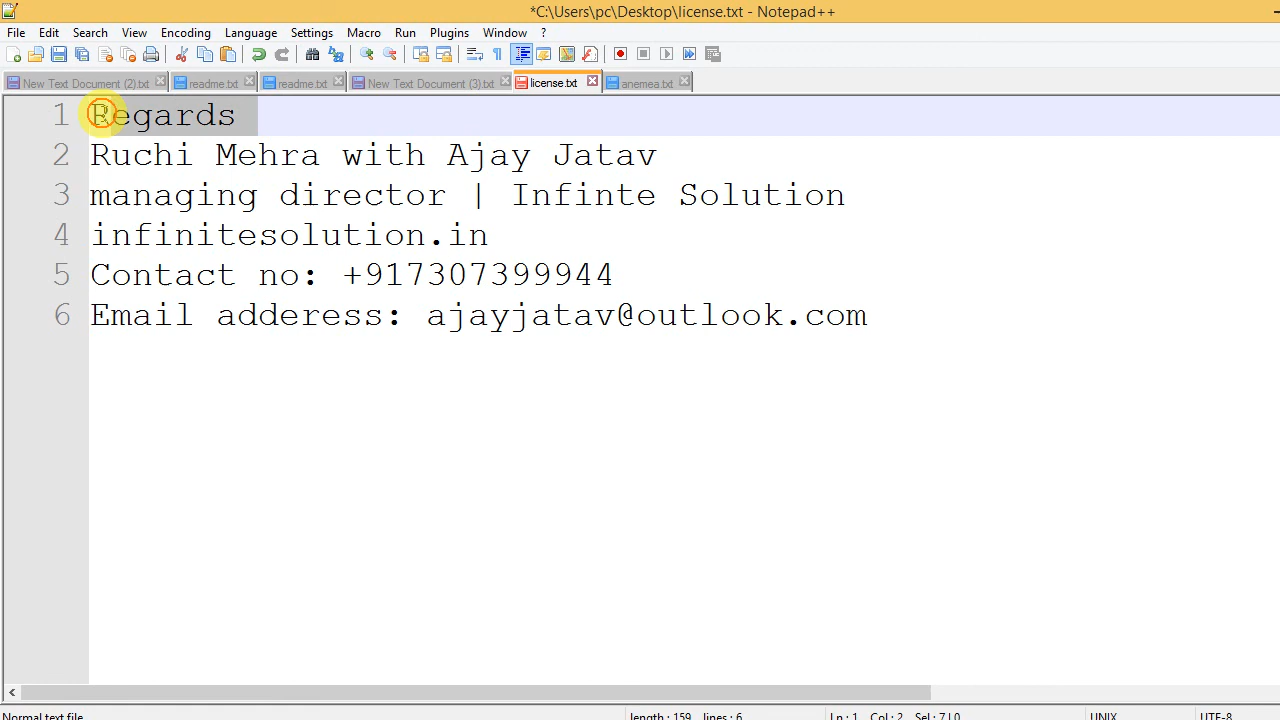 *C:\Users\pc\Desktop\license.txt - Notepad++
File Edit Search View Encoding Language Settings Macro Run Plugins Window ?
New Text Document (2).txt readme.txt readme.txt New Text Document (3).txt license.txt anemea.txt
1 Regards
2 Ruchi Mehra with Ajay Jatav
3 managing director | Infinte Solution
4 infinitesolution.in
5 Contact no: +917307399944
6 Email adderess: ajayjatav@outlook.com
Normal text file length : 159 lines : 6 Ln : 1 Col : 2 Sel : 7 | 0 UNIX UTF-8